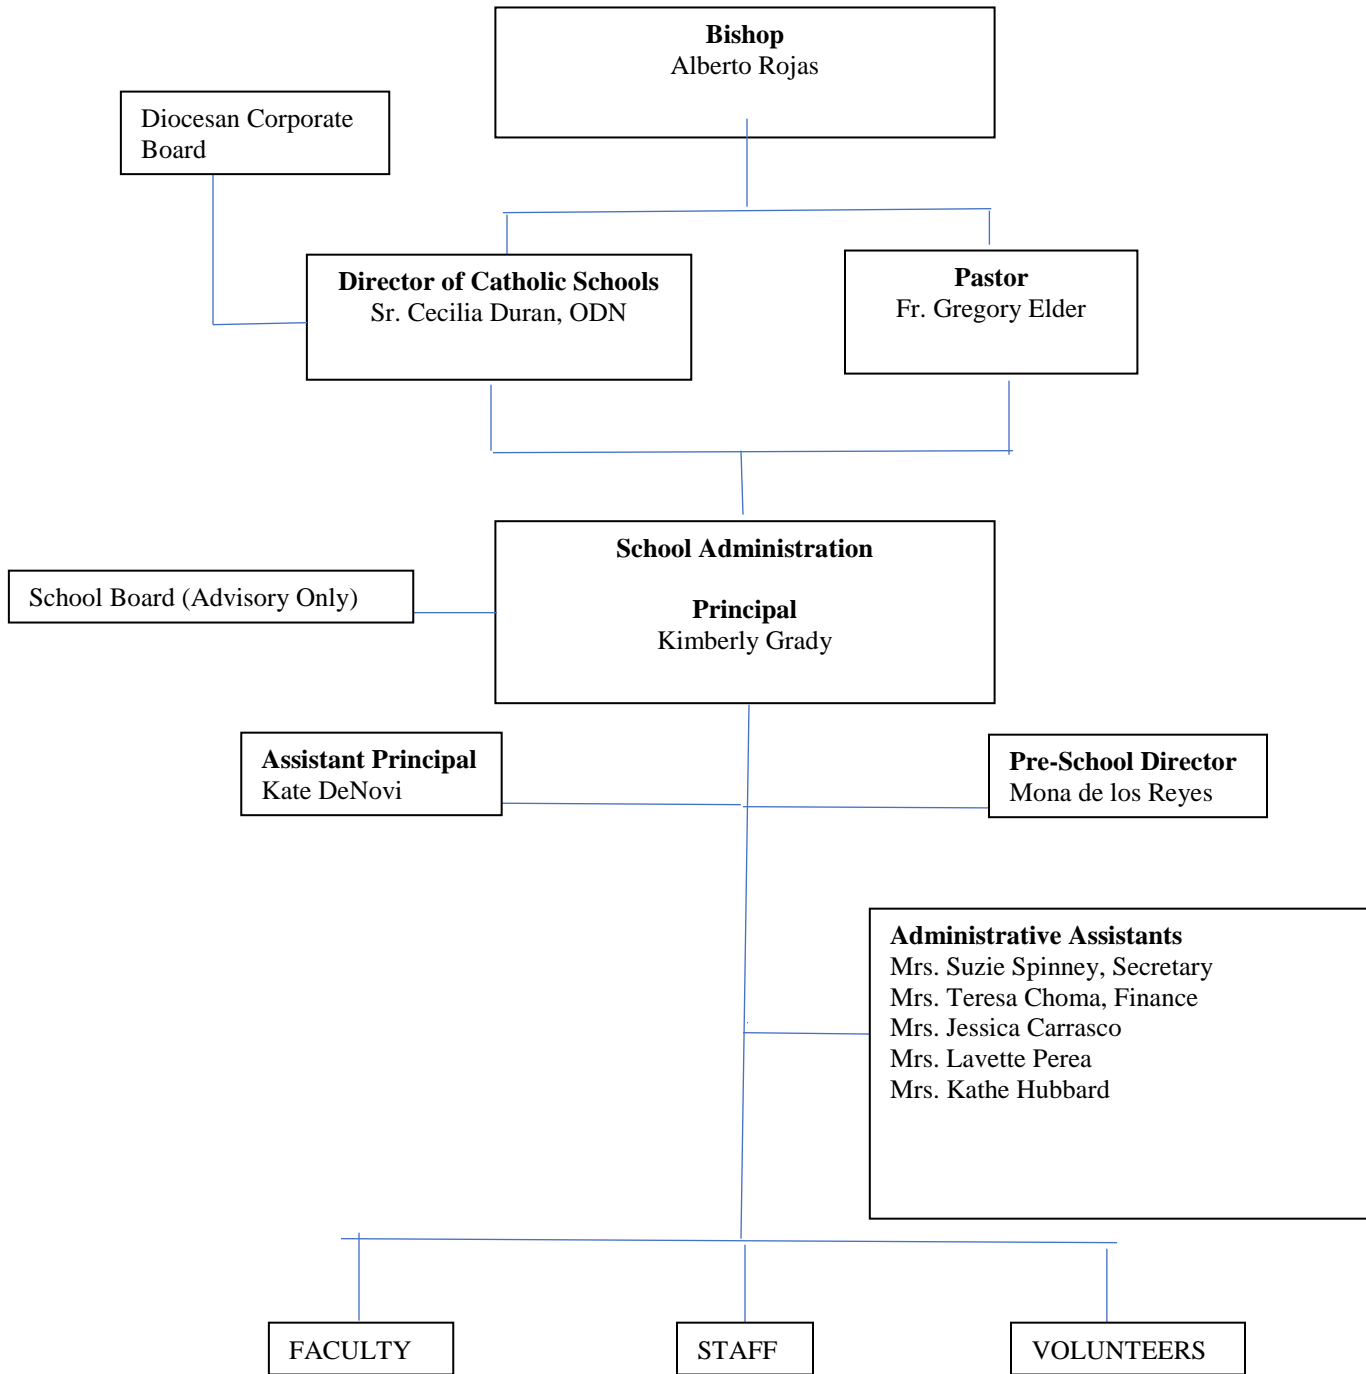 Bishop
Alberto Rojas
Diocesan Corporate
Board
Director of Catholic Schools
Sr. Cecilia Duran, ODN
Pastor
Fr. Gregory Elder
School Administration
Principal
Kimberly Grady
School Board (Advisory Only)
Assistant Principal
Kate DeNovi
Pre-School Director
Mona de los Reyes
Administrative Assistants
Mrs. Suzie Spinney, Secretary
Mrs. Teresa Choma, Finance
Mrs. Jessica Carrasco
Mrs. Lavette Perea
Mrs. Kathe Hubbard
FACULTY
STAFF
VOLUNTEERS